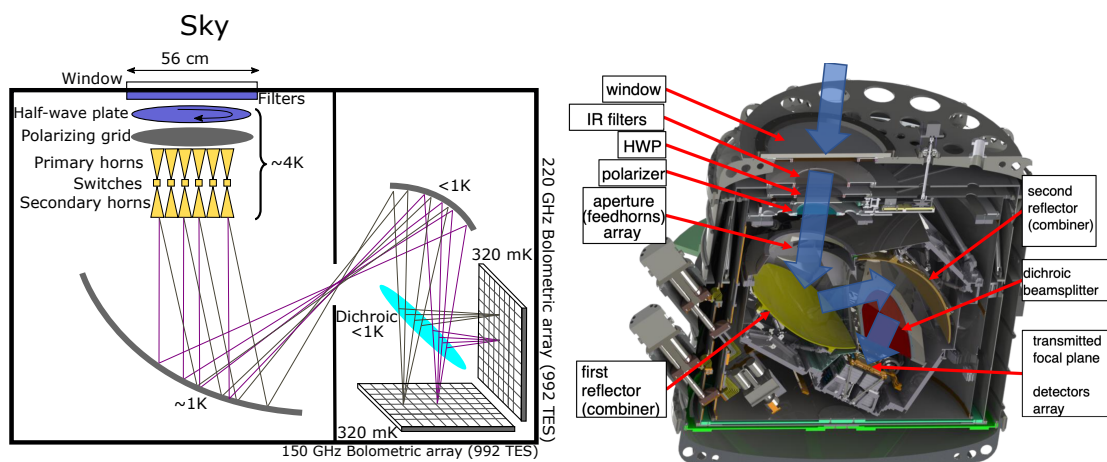 Sky
56 cm
Window
Filters
Half-wave plate
Polarizing grid
Primary horns
Switches
Secondary horns
~4K
~1K
<1K
Dichroic
<1K
320 mK
320 mK
220 GHz Bolometric array (992 TES)
150 GHz Bolometric array (992 TES)
window
IR filters
HWP
polarizer
aperture
(feedhorns)
array
first
reflector
(combiner)
second
reflector
(combiner)
dichroic
beamsplitter
transmitted
focal plane
detectors
array